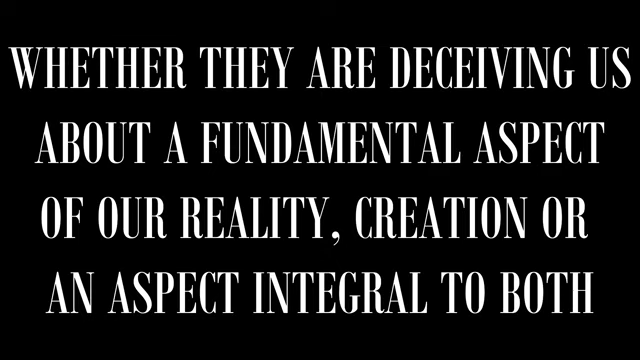 WHETHER THEY ARE DECEIVING US
ABOUT A FUNDAMENTAL ASPECT
OF OUR REALITY, CREATION OR
AN ASPECT INTEGRAL TO BOTH